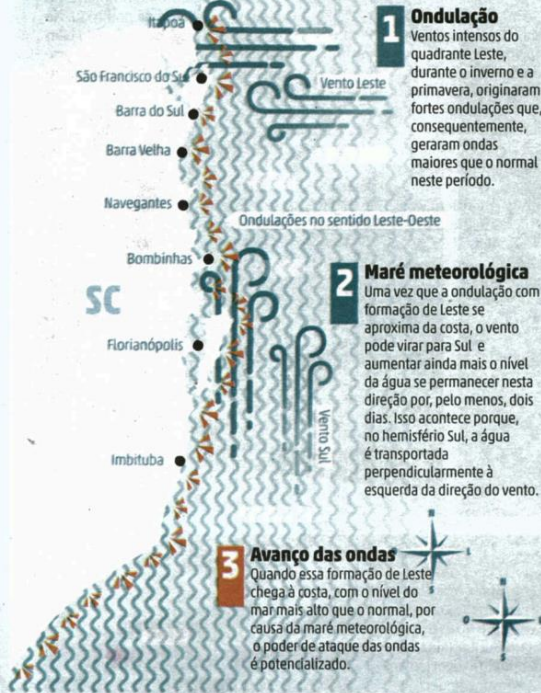 Itapoá
São Francisco do Sul
Barra do Sul
Barra Velha
Navegantes
Bombinhas
SC
Florianópolis
Imbituba
Vento Leste
Ondulações no sentido Leste-Oeste
Vento Sul
1
Ondulação
Ventos intensos do
quadrante Leste,
durante o inverno e a
primavera, originaram
fortes ondulações que,
consequentemente,
geraram ondas
maiores que o normal
neste período.
2
Maré meteorológica
Uma vez que a ondulação com
formação de Leste se
aproxima da costa, o vento
pode virar para Sul e
aumentar ainda mais o nível
da água se permanecer nesta
direção por, pelo menos, dois
dias. Isso acontece porque,
no hemisfério Sul, a água
é transportada
perpendicularmente à
esquerda da direção do vento.
3
Avanço das ondas
Quando essa formação de Leste
chega à costa, com o nível do
mar mais alto que o normal, por
causa da maré meteorológica,
o poder de ataque das ondas
é potencializado.